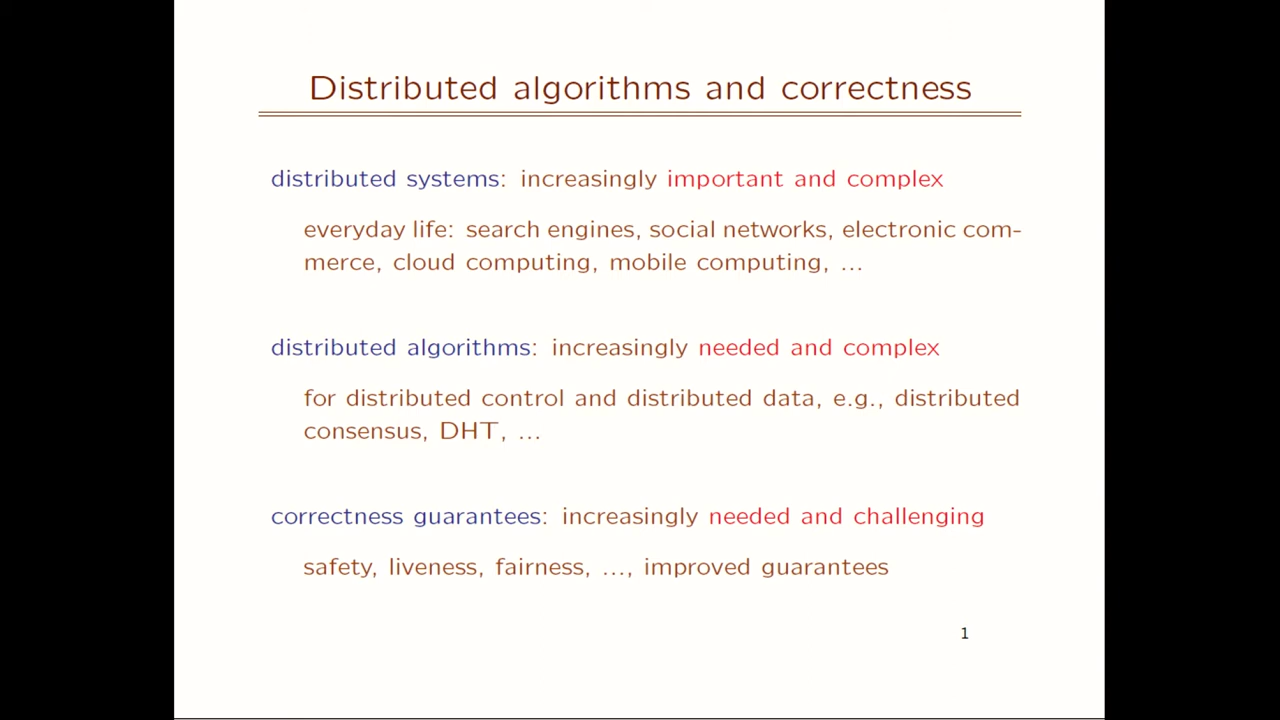 Distributed algorithms and correctness
distributed systems: increasingly important and complex
everyday life: search engines, social networks, electronic com-
merce, cloud computing, mobile computing, ...
distributed algorithms: increasingly needed and complex
for distributed control and distributed data, e.g., distributed
consensus, DHT, ...
correctness guarantees: increasingly needed and challenging
safety, liveness, fairness, ..., improved guarantees
1